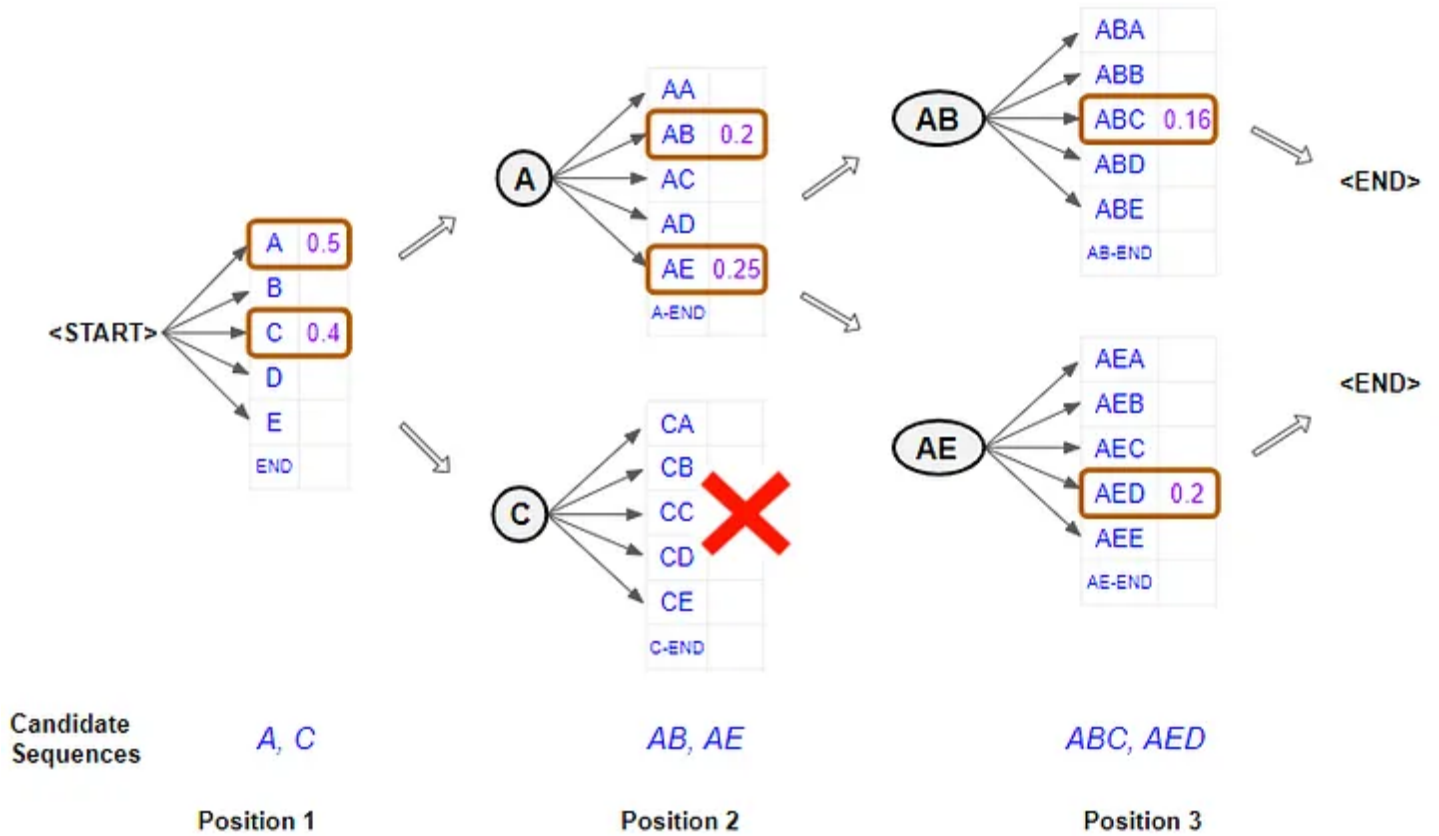 <START>
A 0.5
B
C 0.4
D
E
END
A
AA
AB 0.2
AC
AD
AE 0.25
A-END
C
CA
CB
CC
CD
CE
C-END
AB
ABA
ABB
ABC 0.16
ABD
ABE
AB-END
<END>
AE
AEA
AEB
AEC
AED 0.2
AEE
AE-END
<END>
Candidate
Sequences
A, C
AB, AE
ABC, AED
Position 1
Position 2
Position 3